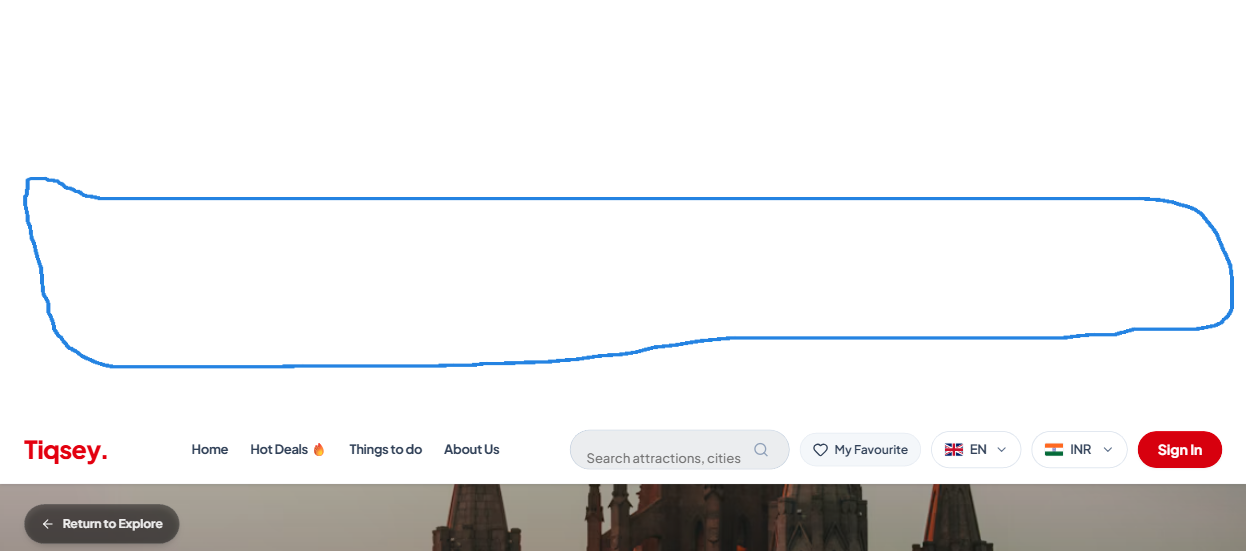 Tiqsey.
Home Hot Deals Things to do About Us Search attractions, cities My Favourite EN INR Sign In
Return to Explore